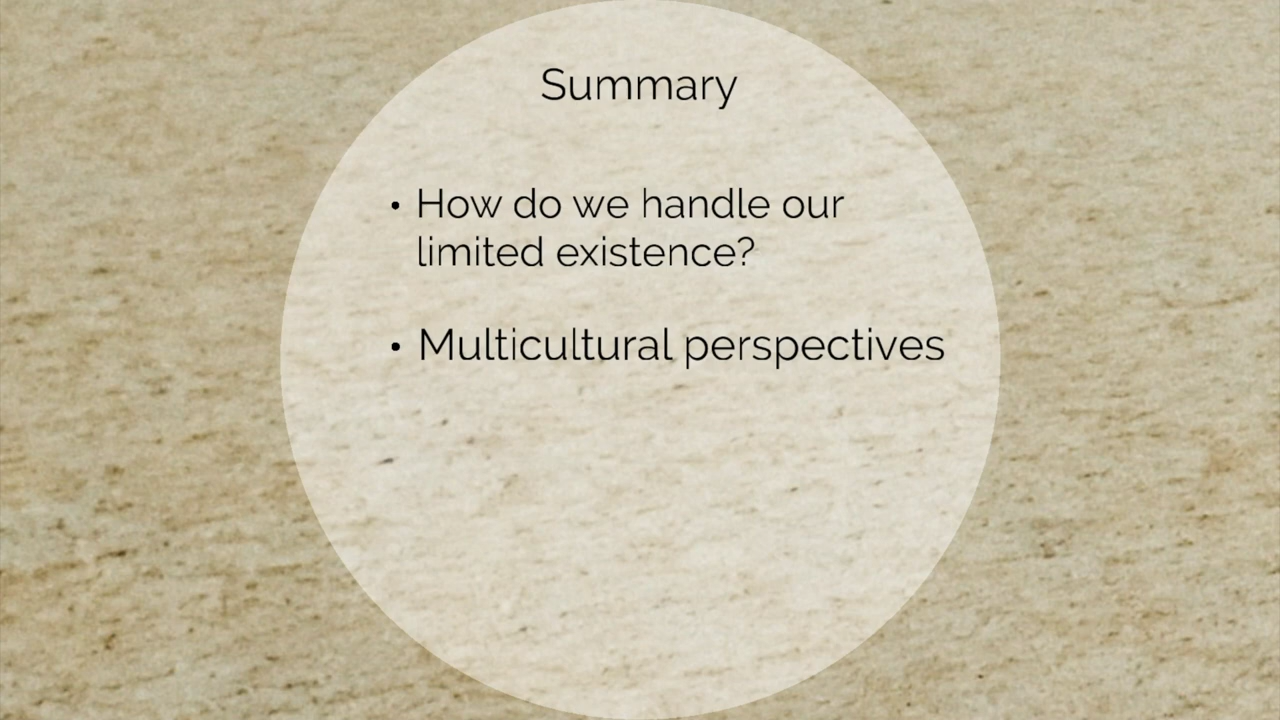 Summary
• How do we handle our
limited existence?
• Multicultural perspectives